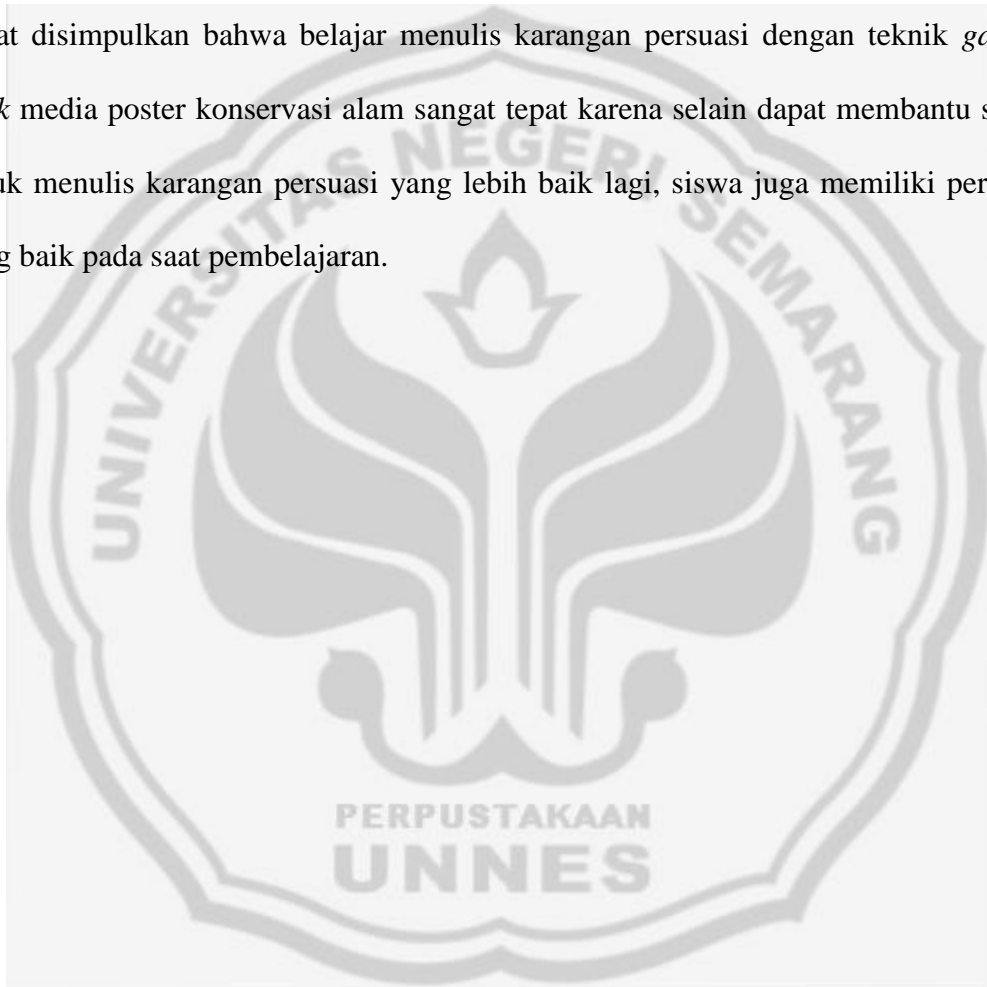 at disimpulkan bahwa belajar menulis karangan persuasi dengan teknik ga
k media poster konservasi alam sangat tepat karena selain dapat membantu s
uk menulis karangan persuasi yang lebih baik lagi, siswa juga memiliki per
g baik pada saat pembelajaran.
UNIVERSITAS NEGERI SEMARANG
PERPUSTAKAAN
UNNES